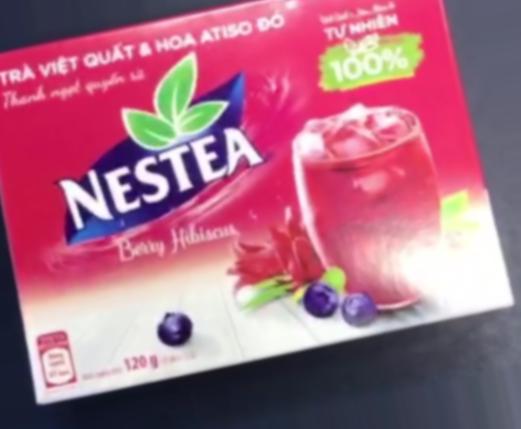 TRÀ VIỆT QUẤT & HOA ATISO ĐỎ
Thanh ngọt quyến rũ
TỰ NHIÊN
100%
NESTEA
Berry Hibiscus
120 g